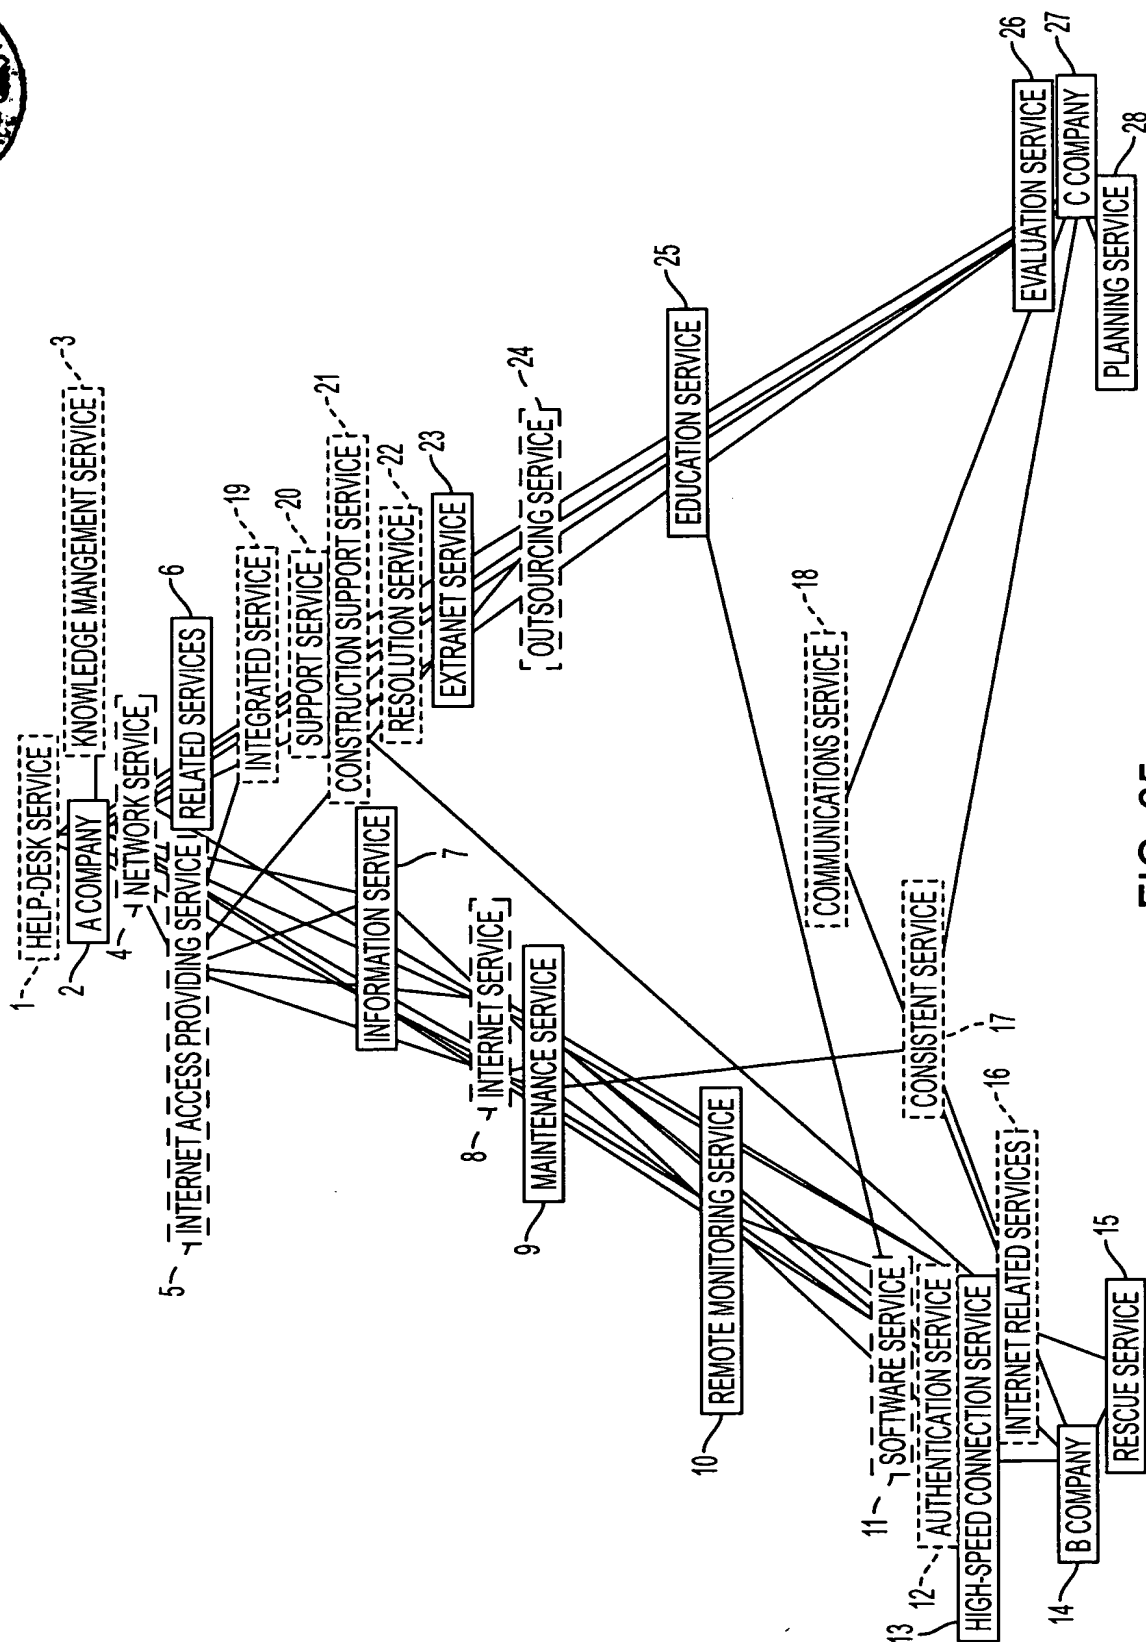 1
HELP-DESK SERVICE
2
A COMPANY
KNOWLEDGE MANGEMENT SERVICE
3
4
NETWORK SERVICE
5
INTERNET ACCESS PROVIDING SERVICE
RELATED SERVICES
6
INTEGRATED SERVICE
19
SUPPORT SERVICE
20
CONSTRUCTION SUPPORT SERVICE
21
INFORMATION SERVICE
7
RESOLUTION SERVICE
22
EXTRANET SERVICE
23
8
INTERNET SERVICE
OUTSOURCING SERVICE
24
9
MAINTENANCE SERVICE
EDUCATION SERVICE
25
10
REMOTE MONITORING SERVICE
COMMUNICATIONS SERVICE
18
11
SOFTWARE SERVICE
CONSISTENT SERVICE
17
12
AUTHENTICATION SERVICE
13
HIGH-SPEED CONNECTION SERVICE
INTERNET RELATED SERVICES
16
EVALUATION SERVICE
26
14
B COMPANY
C COMPANY
27
RESCUE SERVICE
15
PLANNING SERVICE
28